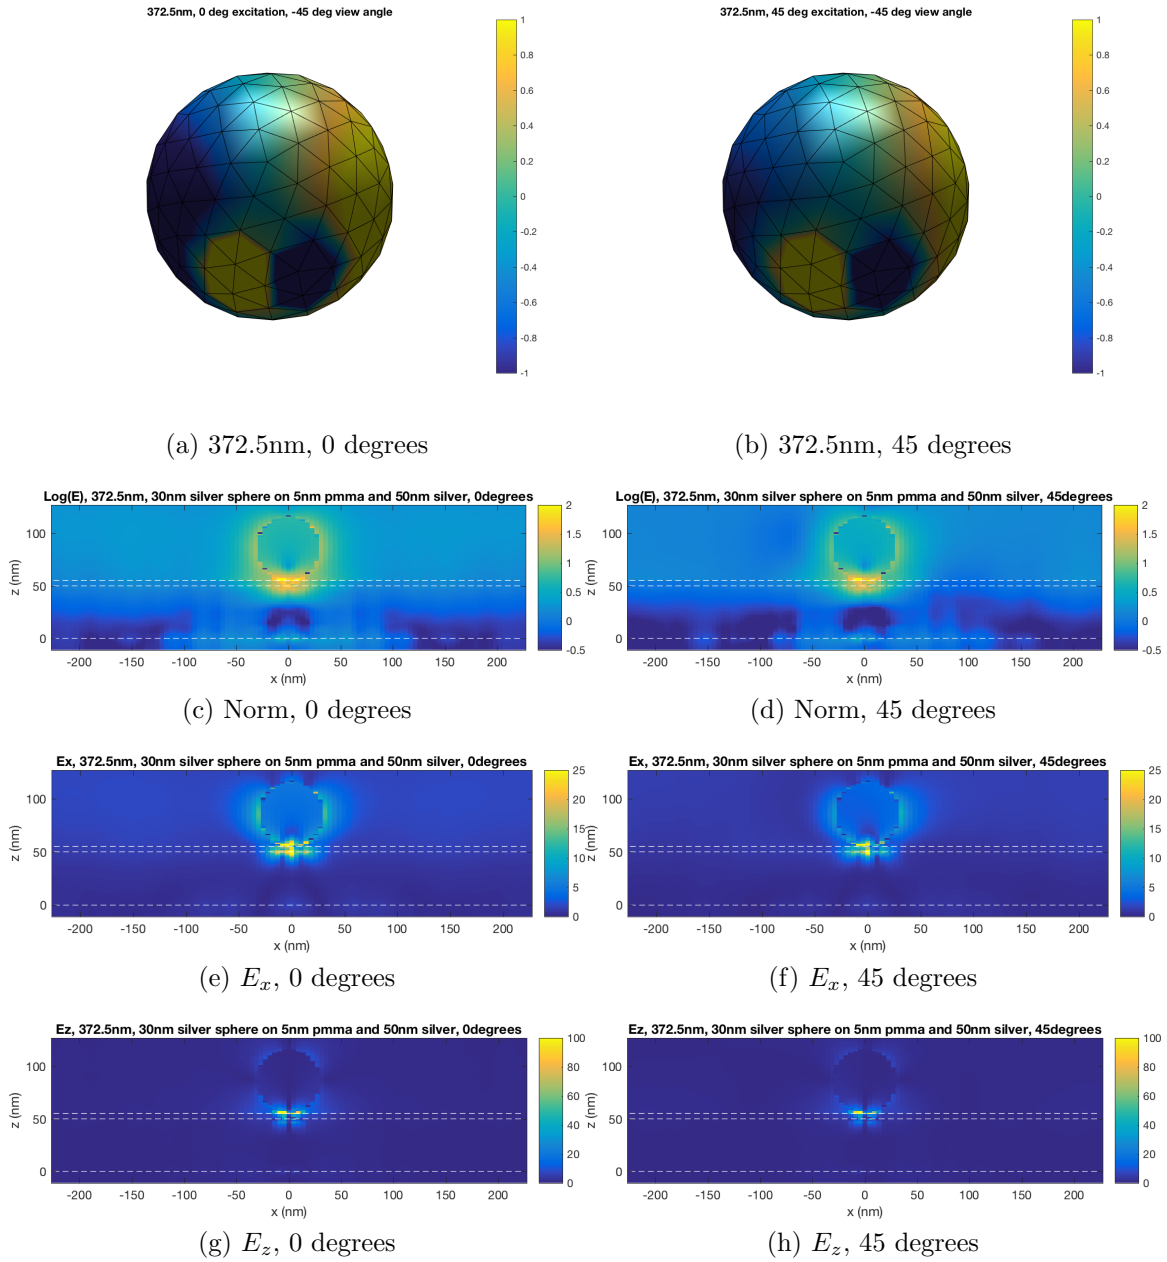 372.5nm, 0 deg excitation, -45 deg view angle
1
0.8
0.6
0.4
0.2
0
-0.2
-0.4
-0.6
-0.8
-1
(a) 372.5nm, 0 degrees
372.5nm, 45 deg excitation, -45 deg view angle
1
0.8
0.6
0.4
0.2
0
-0.2
-0.4
-0.6
-0.8
-1
(b) 372.5nm, 45 degrees
Log(E), 372.5nm, 30nm silver sphere on 5nm pmma and 50nm silver, 0degrees
z (nm)
100
50
0
-200 -150 -100 -50 0 50 100 150 200
x (nm)
2
1.5
1
0.5
0
-0.5
(c) Norm, 0 degrees
Log(E), 372.5nm, 30nm silver sphere on 5nm pmma and 50nm silver, 45degrees
z (nm)
100
50
0
-200 -150 -100 -50 0 50 100 150 200
x (nm)
2
1.5
1
0.5
0
-0.5
(d) Norm, 45 degrees
Ex, 372.5nm, 30nm silver sphere on 5nm pmma and 50nm silver, 0degrees
z (nm)
100
50
0
-200 -150 -100 -50 0 50 100 150 200
x (nm)
25
20
15
10
5
0
(e) Eₓ, 0 degrees
Ex, 372.5nm, 30nm silver sphere on 5nm pmma and 50nm silver, 45degrees
z (nm)
100
50
0
-200 -150 -100 -50 0 50 100 150 200
x (nm)
25
20
15
10
5
0
(f) Eₓ, 45 degrees
Ez, 372.5nm, 30nm silver sphere on 5nm pmma and 50nm silver, 0degrees
z (nm)
100
50
0
-200 -150 -100 -50 0 50 100 150 200
x (nm)
100
80
60
40
20
0
(g) E_z, 0 degrees
Ez, 372.5nm, 30nm silver sphere on 5nm pmma and 50nm silver, 45degrees
z (nm)
100
50
0
-200 -150 -100 -50 0 50 100 150 200
x (nm)
100
80
60
40
20
0
(h) E_z, 45 degrees